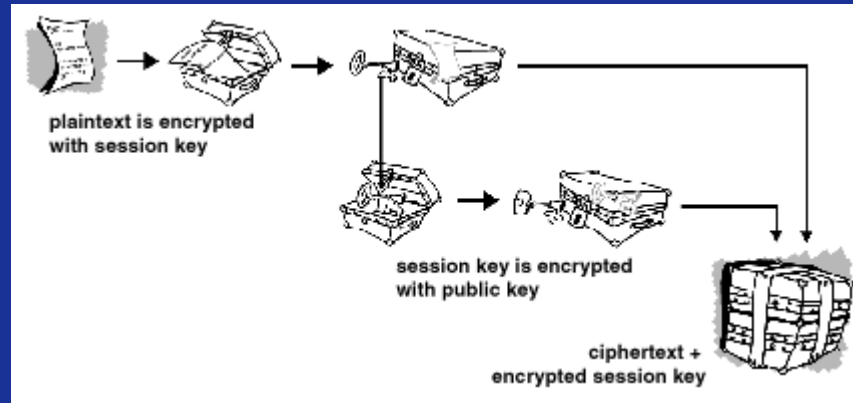 plaintext is encrypted
with session key
session key is encrypted
with public key
ciphertext +
encrypted session key